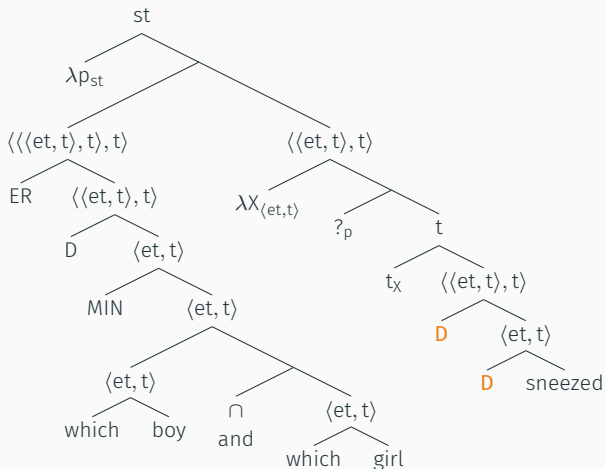 st
λp_st
⟨⟨⟨et, t⟩, t⟩, t⟩ ⟨⟨et, t⟩, t⟩
ER ⟨⟨et, t⟩, t⟩ λX_⟨et,t⟩
?_p t
D ⟨et, t⟩
t_X ⟨⟨et, t⟩, t⟩
MIN ⟨et, t⟩
D ⟨et, t⟩
⟨et, t⟩ ∩ ⟨et, t⟩ D sneezed
which boy and
which girl